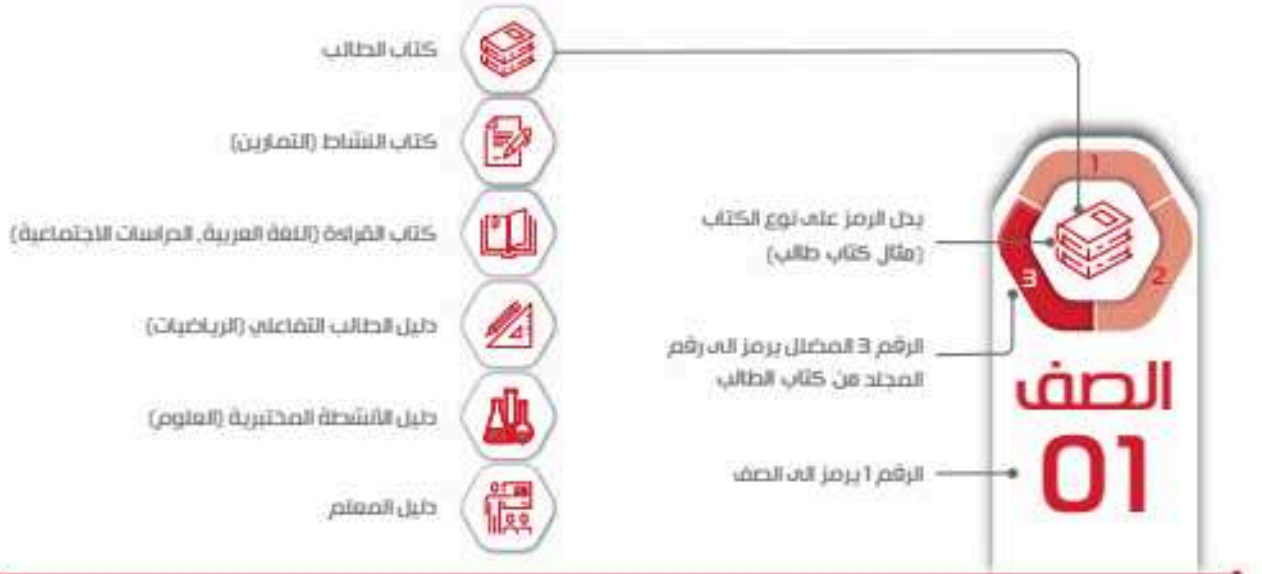 1
2
3
الصف
01
يدل الرمز على نوع الكتاب
(مثال كتاب طالب)
الرقم 3 المضلل يرمز الى رقم
المجلد من كتاب الطالب
الرقم 1 يرمز الى الصف
كتاب الطالب
كتاب النشاط (التمارين)
كتاب القراءة (اللغة العربية, الدراسات الاجتماعية)
دليل الطالب التفاعلي (الرياضيات)
دليل الأنشطة المختبرية (العلوم)
دليل المعلم